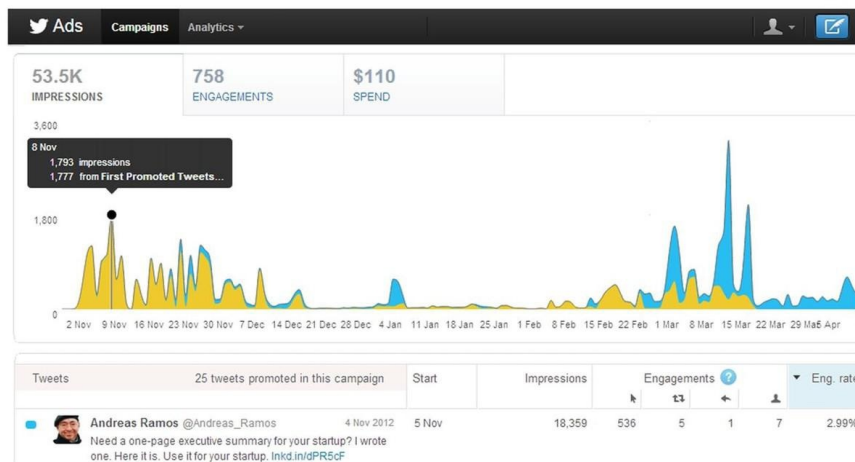 Ads Campaigns Analytics
53.5K 758 $110
IMPRESSIONS ENGAGEMENTS SPEND
3,600
8 Nov
1,793 impressions
1,777 from First Promoted Tweets...
1,800
0
2 Nov 9 Nov 16 Nov 23 Nov 30 Nov 7 Dec 14 Dec 21 Dec 28 Dec 4 Jan 11 Jan 18 Jan 25 Jan 1 Feb 8 Feb 15 Feb 22 Feb 1 Mar 8 Mar 15 Mar 22 Mar 29 Mar 5 Apr
Tweets 25 tweets promoted in this campaign Start Impressions Engagements ? Eng. rate
Andreas Ramos @Andreas_Ramos 4 Nov 2012 5 Nov 18,359 536 5 1 7 2.99%
Need a one-page executive summary for your startup? I wrote
one. Here it is. Use it for your startup. lnkd.in/dPR5cF